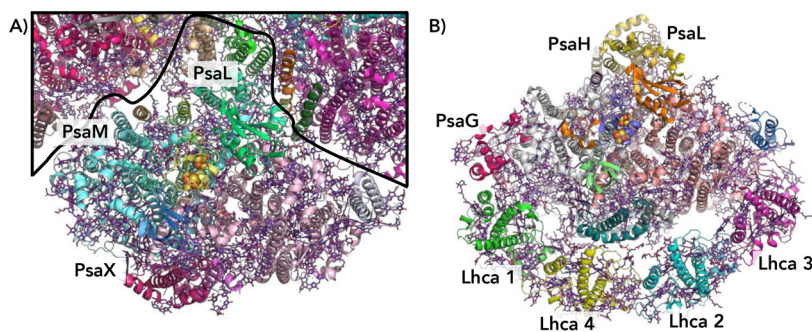 A)
PsaL
PsaM
PsaX
B)
PsaH
PsaL
PsaG
Lhca 1
Lhca 4
Lhca 2
Lhca 3